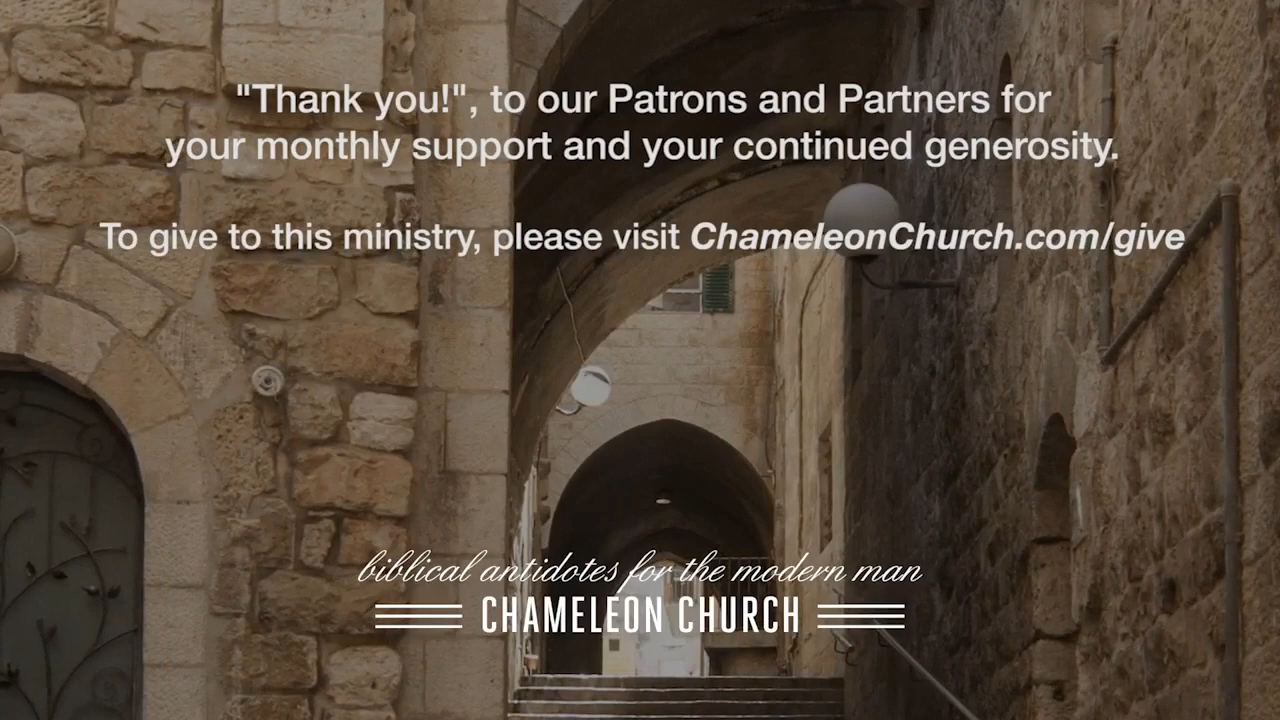 "Thank you!", to our Patrons and Partners for
your monthly support and your continued generosity.
To give to this ministry, please visit ChameleonChurch.com/give
biblical antidotes for the modern man
CHAMELEON CHURCH